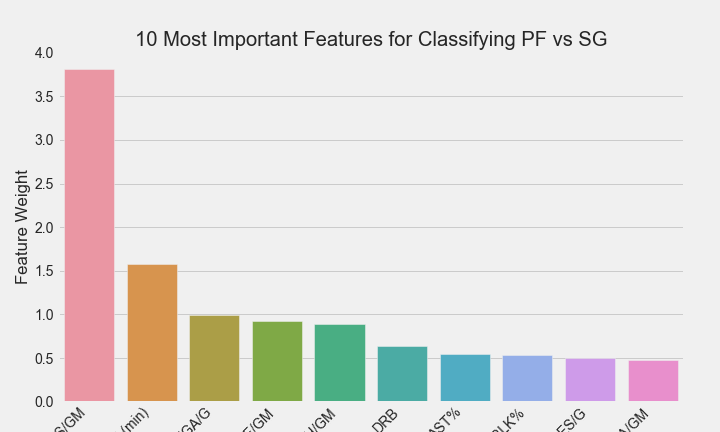 10 Most Important Features for Classifying PF vs SG
4.0
3.5
3.0
2.5
2.0
1.5
1.0
0.5
0.0
Feature Weight
S/GM
(min)
GA/G
F/GM
/GM
DRB
AST%
BLK%
ES/G
A/GM